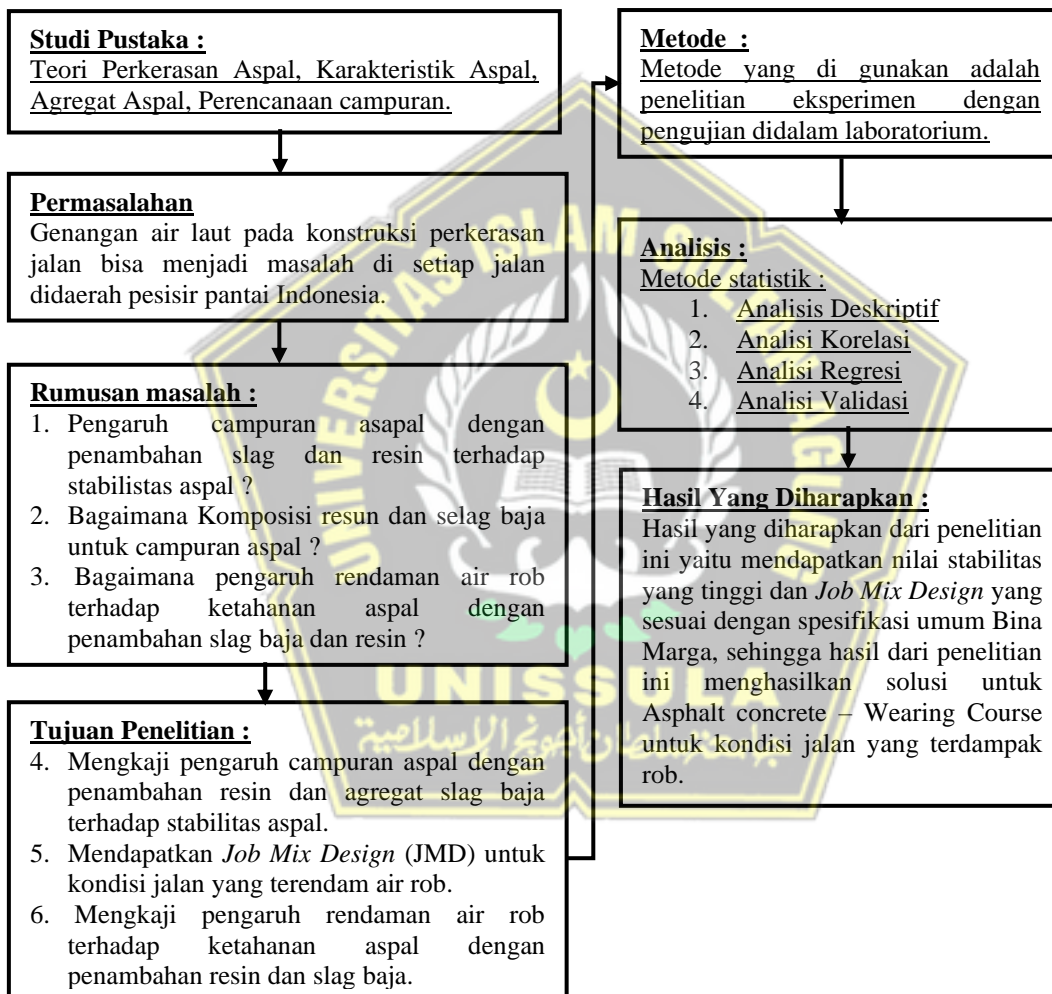 Studi Pustaka :
Teori Perkerasan Aspal, Karakteristik Aspal,
Agregat Aspal, Perencanaan campuran.
Permasalahan
Genangan air laut pada konstruksi perkerasan
jalan bisa menjadi masalah di setiap jalan
didaerah pesisir pantai Indonesia.
Rumusan masalah :
1. Pengaruh campuran asapal dengan
penambahan slag dan resin terhadap
stabilistas aspal ?
2. Bagaimana Komposisi resun dan selag baja
untuk campuran aspal ?
3. Bagaimana pengaruh rendaman air rob
terhadap ketahanan aspal dengan
penambahan slag baja dan resin ?
Tujuan Penelitian :
4. Mengkaji pengaruh campuran aspal dengan
penambahan resin dan agregat slag baja
terhadap stabilitas aspal.
5. Mendapatkan Job Mix Design (JMD) untuk
kondisi jalan yang terendam air rob.
6. Mengkaji pengaruh rendaman air rob
terhadap ketahanan aspal dengan
penambahan resin dan slag baja.
Metode :
Metode yang di gunakan adalah
penelitian eksperimen dengan
pengujian didalam laboratorium.
Analisis :
Metode statistik :
1. Analisis Deskriptif
2. Analisi Korelasi
3. Analisi Regresi
4. Analisi Validasi
Hasil Yang Diharapkan :
Hasil yang diharapkan dari penelitian
ini yaitu mendapatkan nilai stabilitas
yang tinggi dan Job Mix Design yang
sesuai dengan spesifikasi umum Bina
Marga, sehingga hasil dari penelitian
ini menghasilkan solusi untuk
Asphalt concrete – Wearing Course
untuk kondisi jalan yang terdampak
rob.
UNIVERSITAS ISLAM SULTAN AGUNG
UNISSULA
جامعة سلطان أجونج الإسلامية